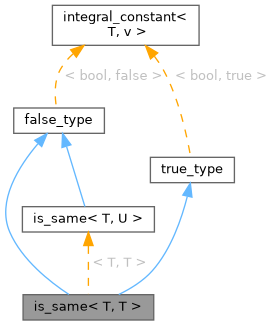 integral_constant<
T, v >
< bool, false >
< bool, true >
false_type
true_type
is_same< T, U >
< T, T >
is_same< T, T >